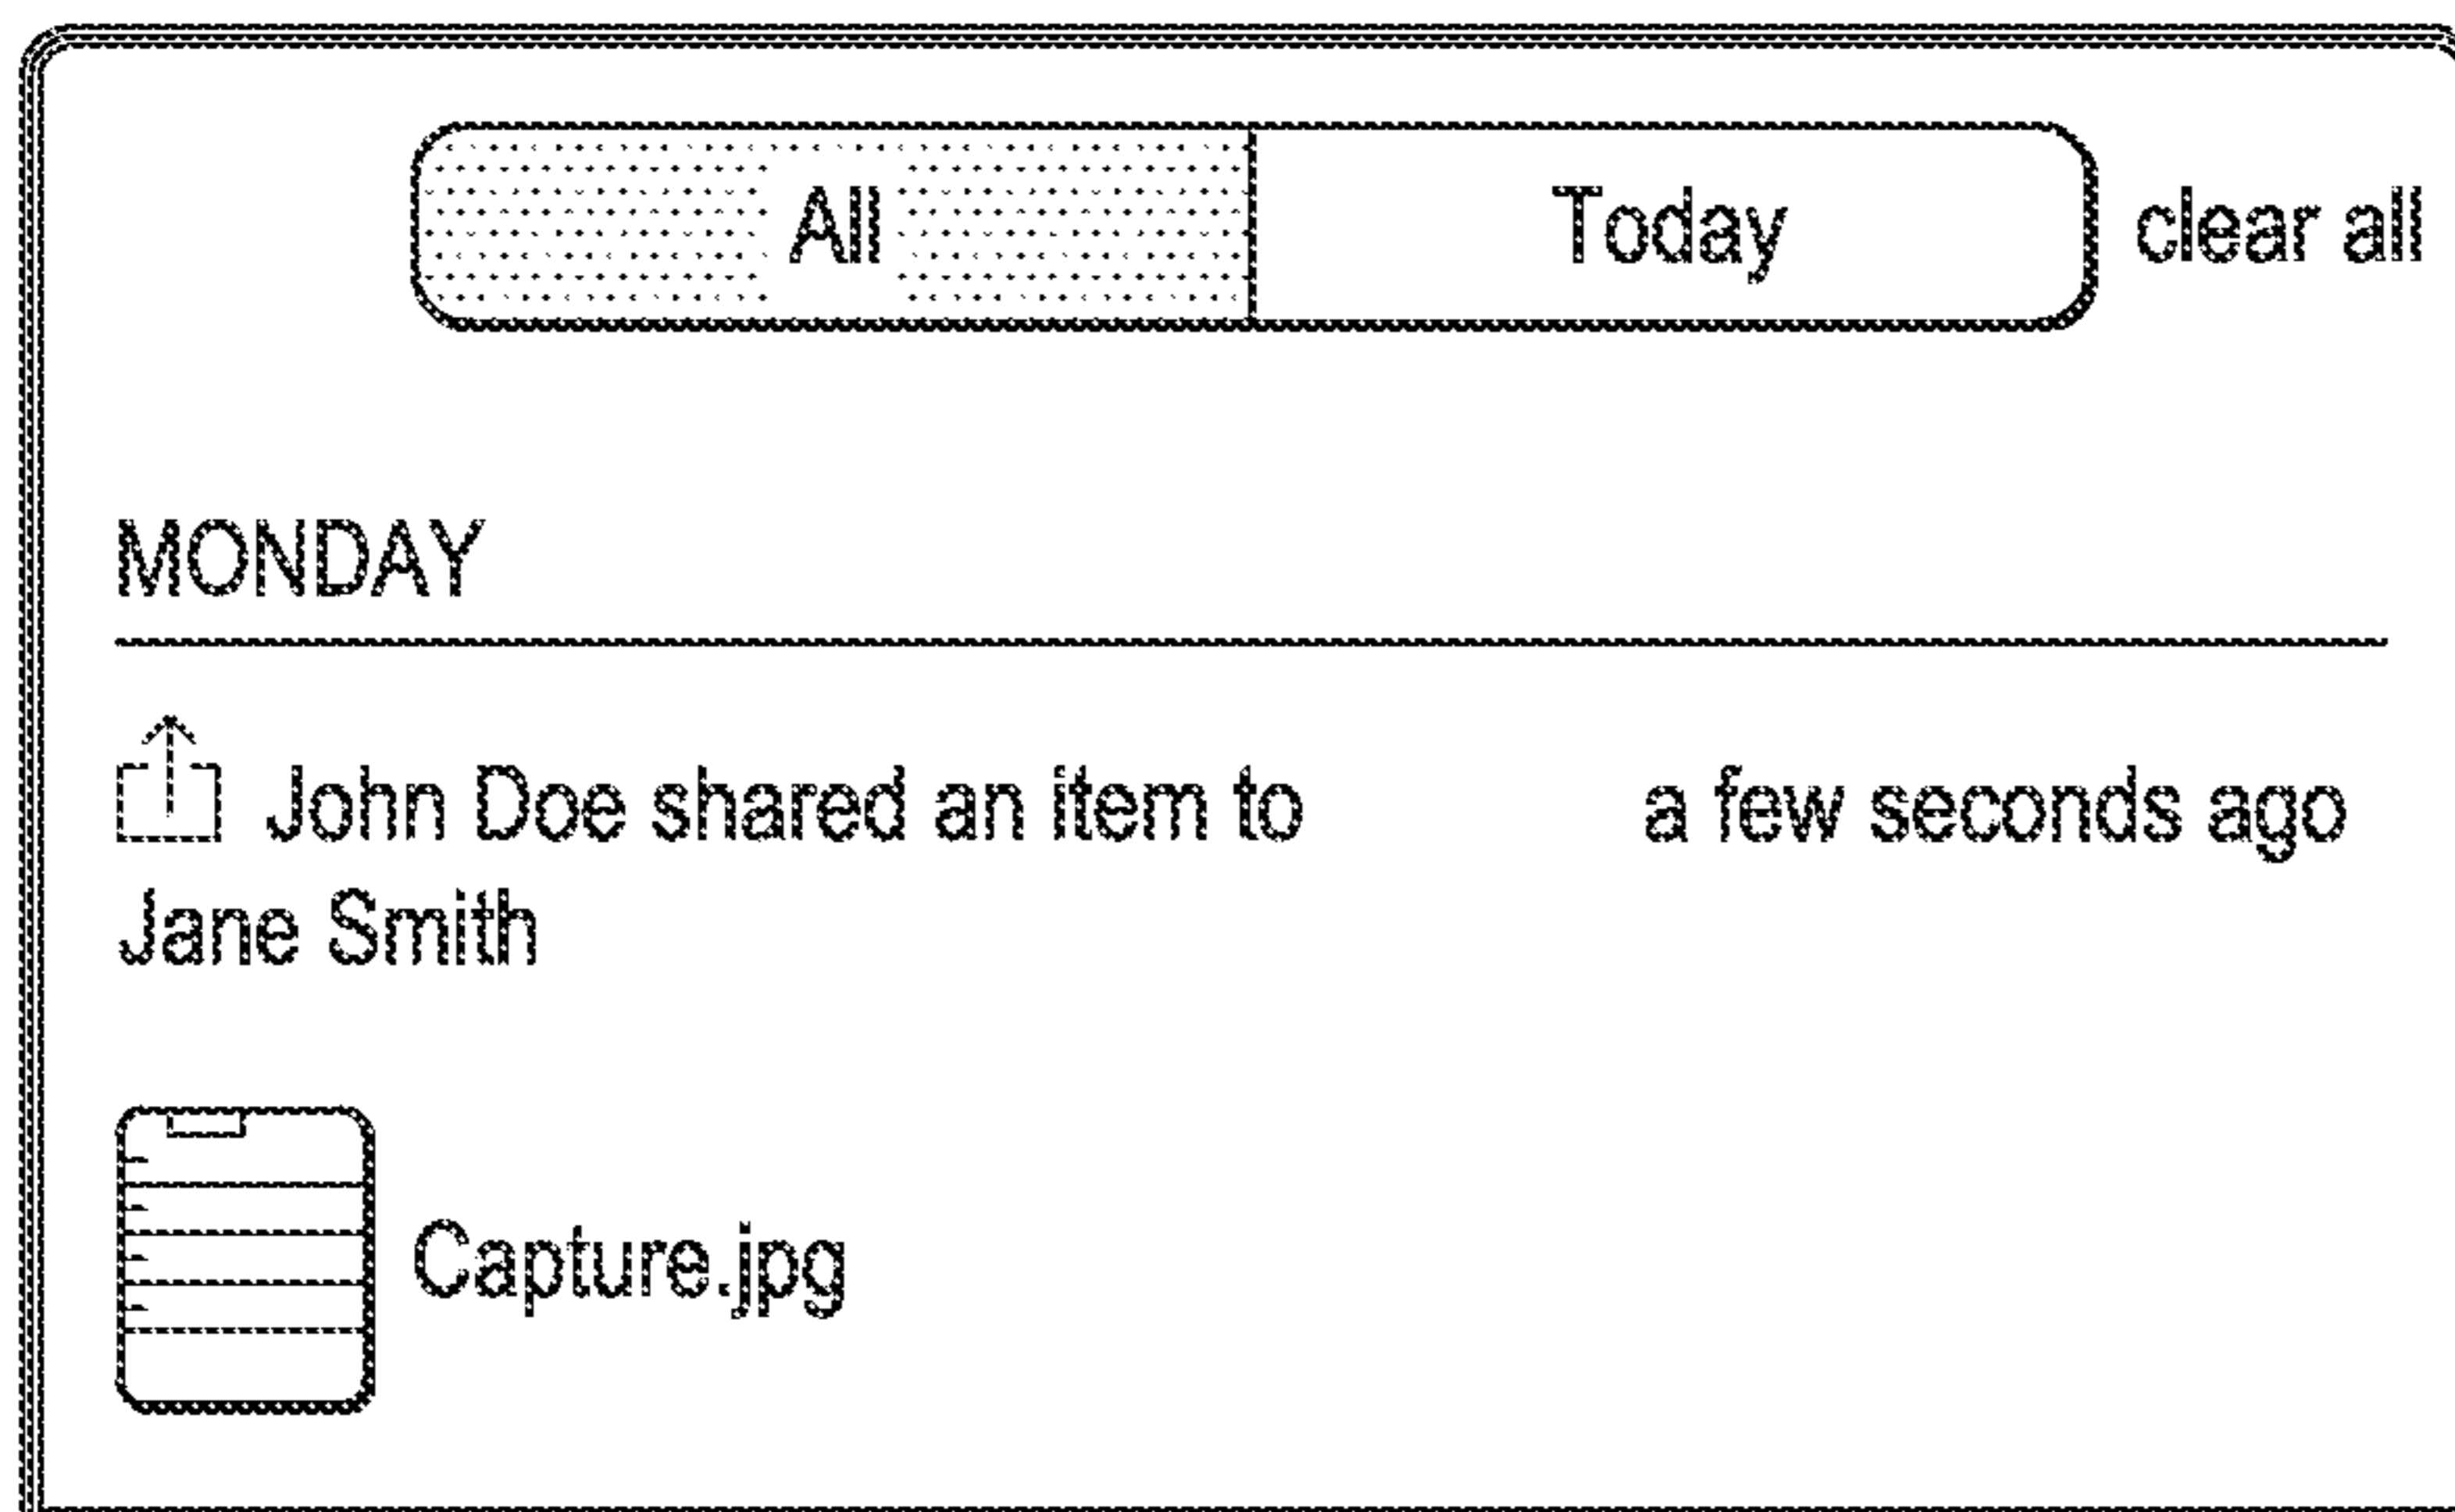 All Today clear all
MONDAY
John Doe shared an item to a few seconds ago
Jane Smith
Capture.jpg